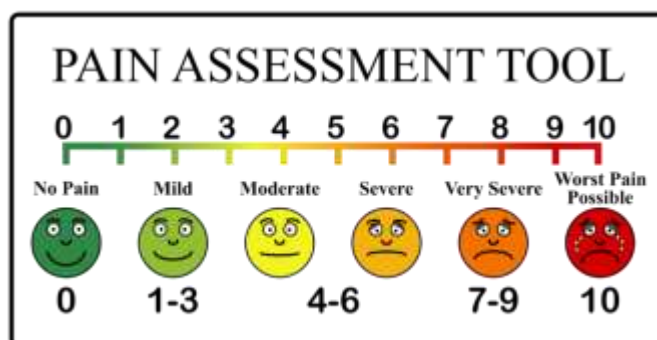 PAIN ASSESSMENT TOOL
0 1 2 3 4 5 6 7 8 9 10
No Pain Mild Moderate Severe Very Severe Worst Pain
Possible
0 1-3 4-6 7-9 10